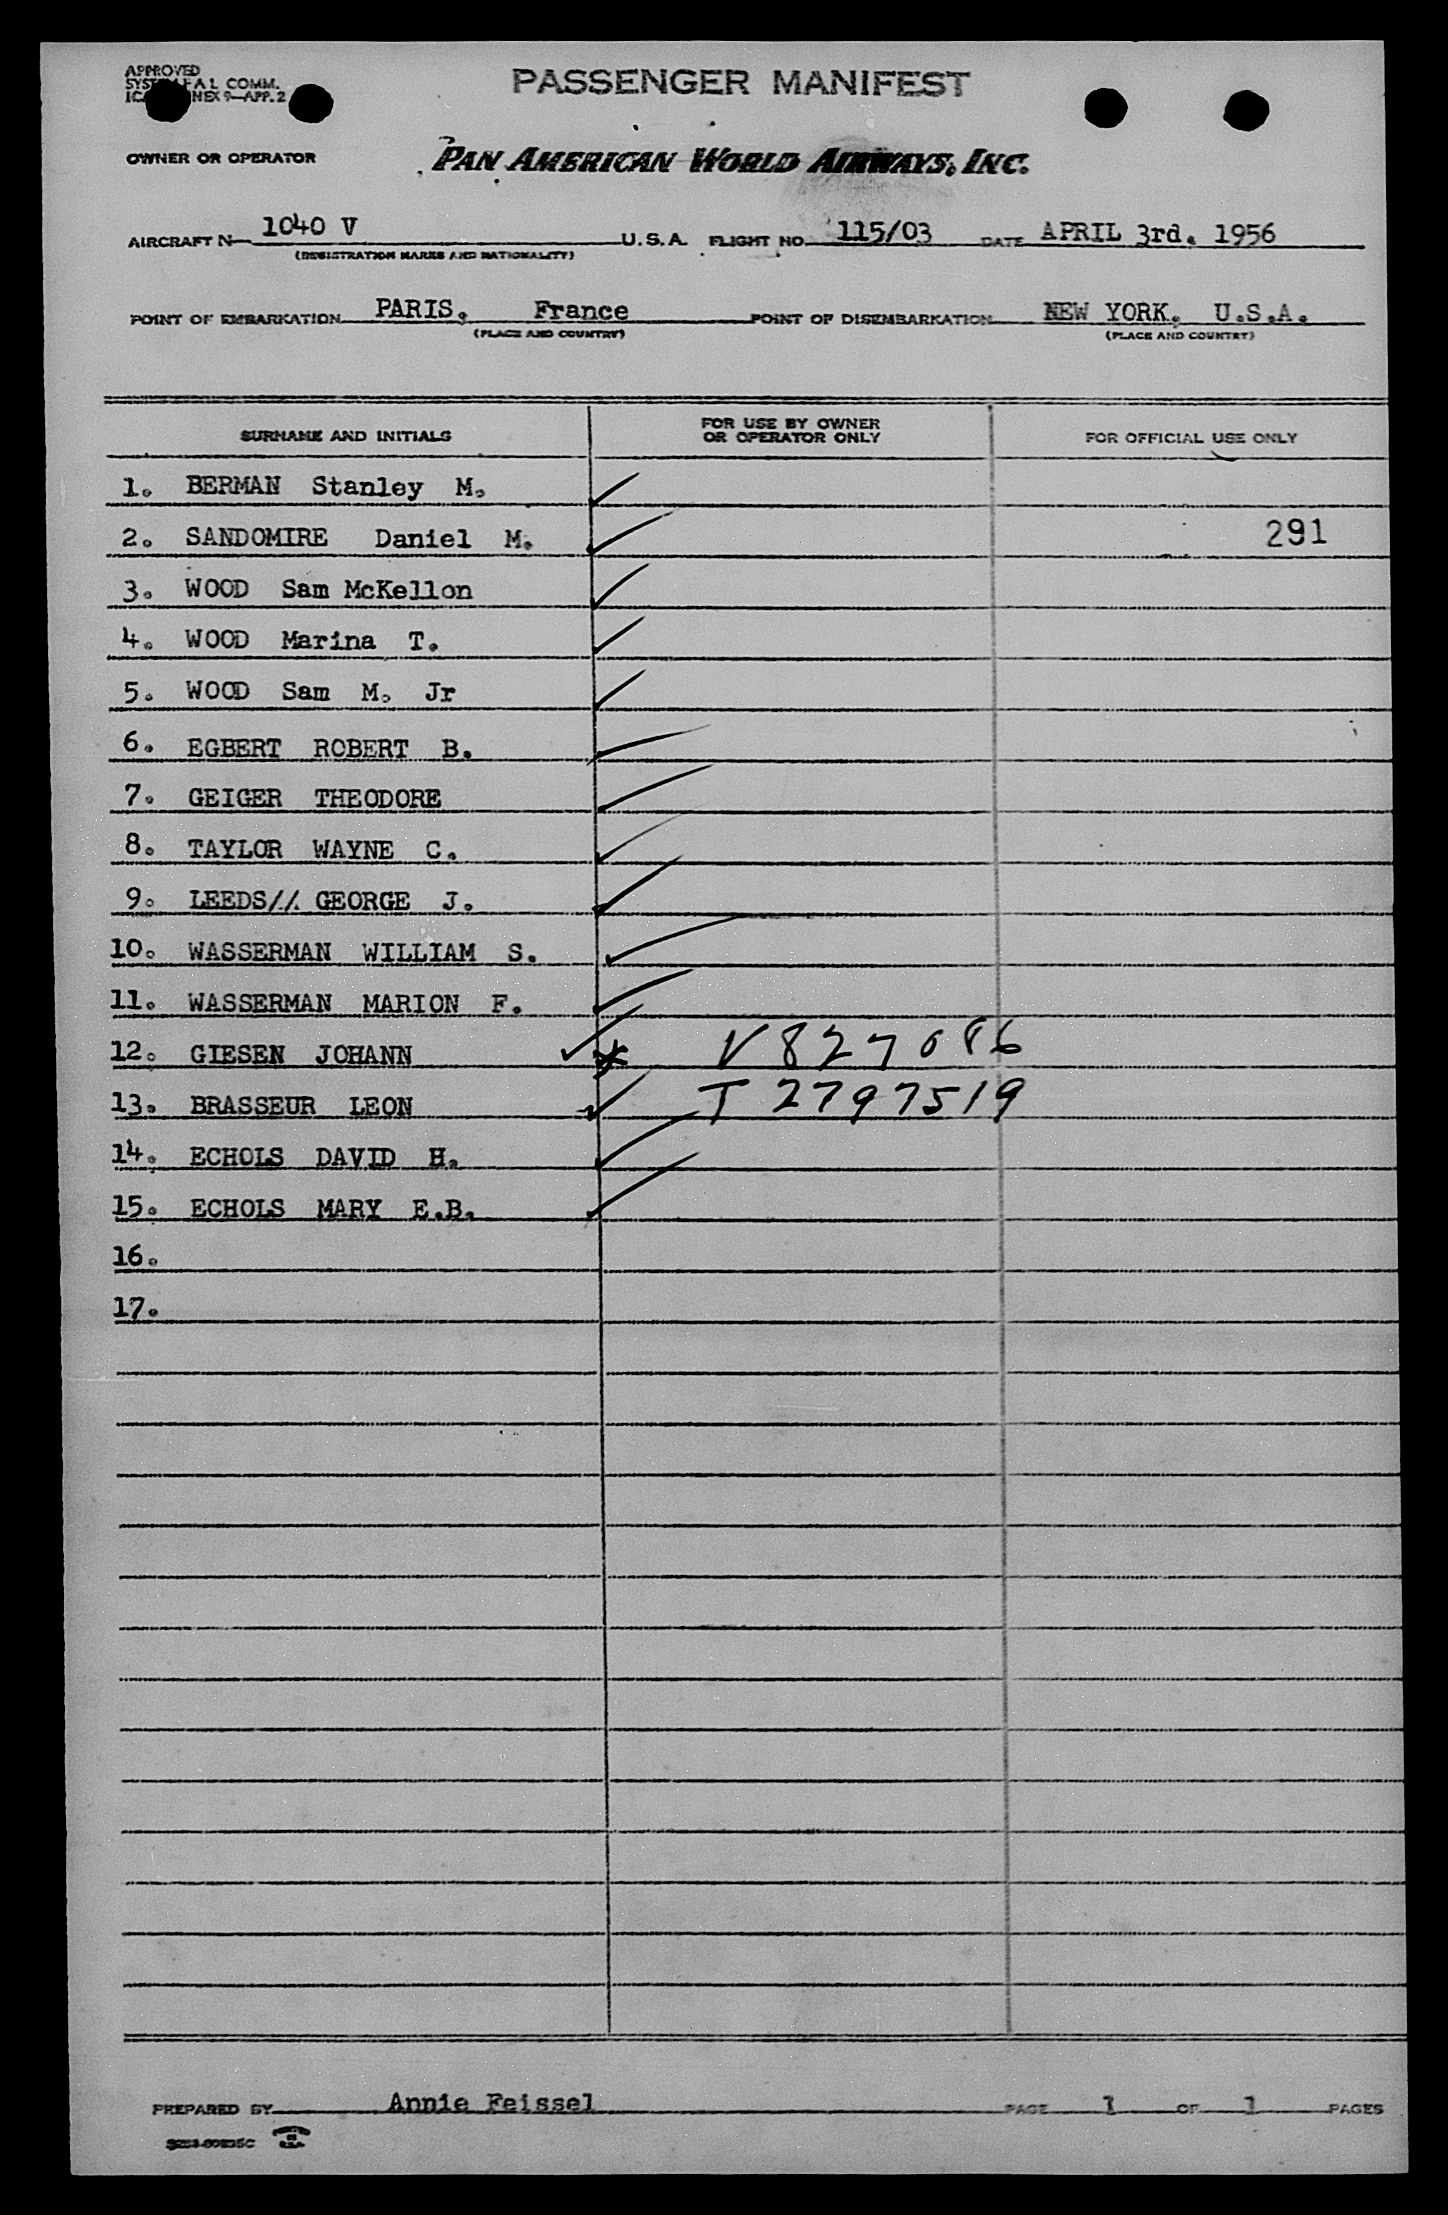 APPROVED
PASSENGER MANIFEST
F A L COMM.
9—APP. 2
OWNER OR OPERATOR PAN AMERICAN WORLD AIRWAYS, INC.
AIRCRAFT N 1040 V U. S. A. FLIGHT NO. 115/03 DATE APRIL 3rd. 1956
(REGISTRATION MARKS AND NATIONALITY)
POINT OF EMBARKATION PARIS. France POINT OF DISEMBARKATION NEW YORK. U.S.A.
(PLACE AND COUNTRY) (PLACE AND COUNTRY)
SURNAME AND INITIALS
FOR USE BY OWNER
OR OPERATOR ONLY
FOR OFFICIAL USE ONLY
1. BERMAN Stanley M.
2. SANDOMIRE Daniel M. 291
3. WOOD Sam McKellon
4. WOOD Marina T.
5. WOOD Sam M. Jr
6. EGBERT ROBERT B.
7. GEIGER THEODORE
8. TAYLOR WAYNE C.
9. LEEDS// GEORGE J.
10. WASSERMAN WILLIAM S.
11. WASSERMAN MARION F.
12. GIESEN JOHANN V 827086
13. BRASSEUR LEON T 2797519
14. ECHOLS DAVID H.
15. ECHOLS MARY E.B.
16.
17.
PREPARED BY Annie Feissel PAGE 1 OF 1 PAGES